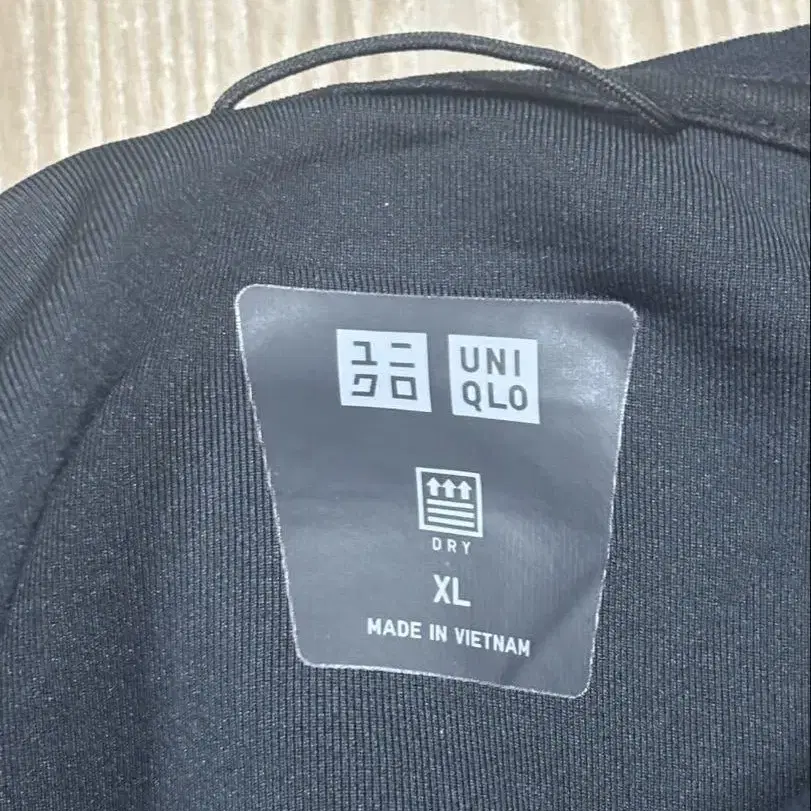 ユニ UNI
クロ QLO
DRY
XL
MADE IN VIETNAM